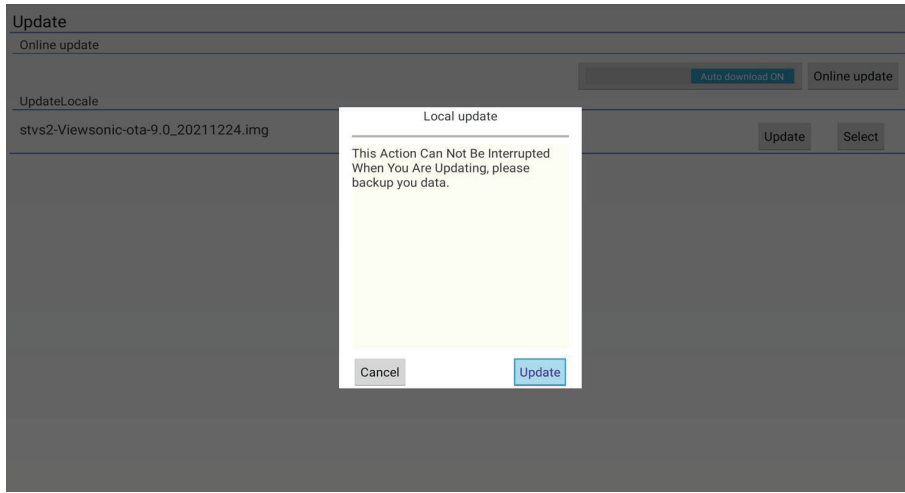 Update
Online update
Auto download ON
Online update
UpdateLocale
stvs2-Viewsonic-ota-9.0_20211224.img
Update
Select
Local update
This Action Can Not Be Interrupted
When You Are Updating, please
backup you data.
Cancel
Update